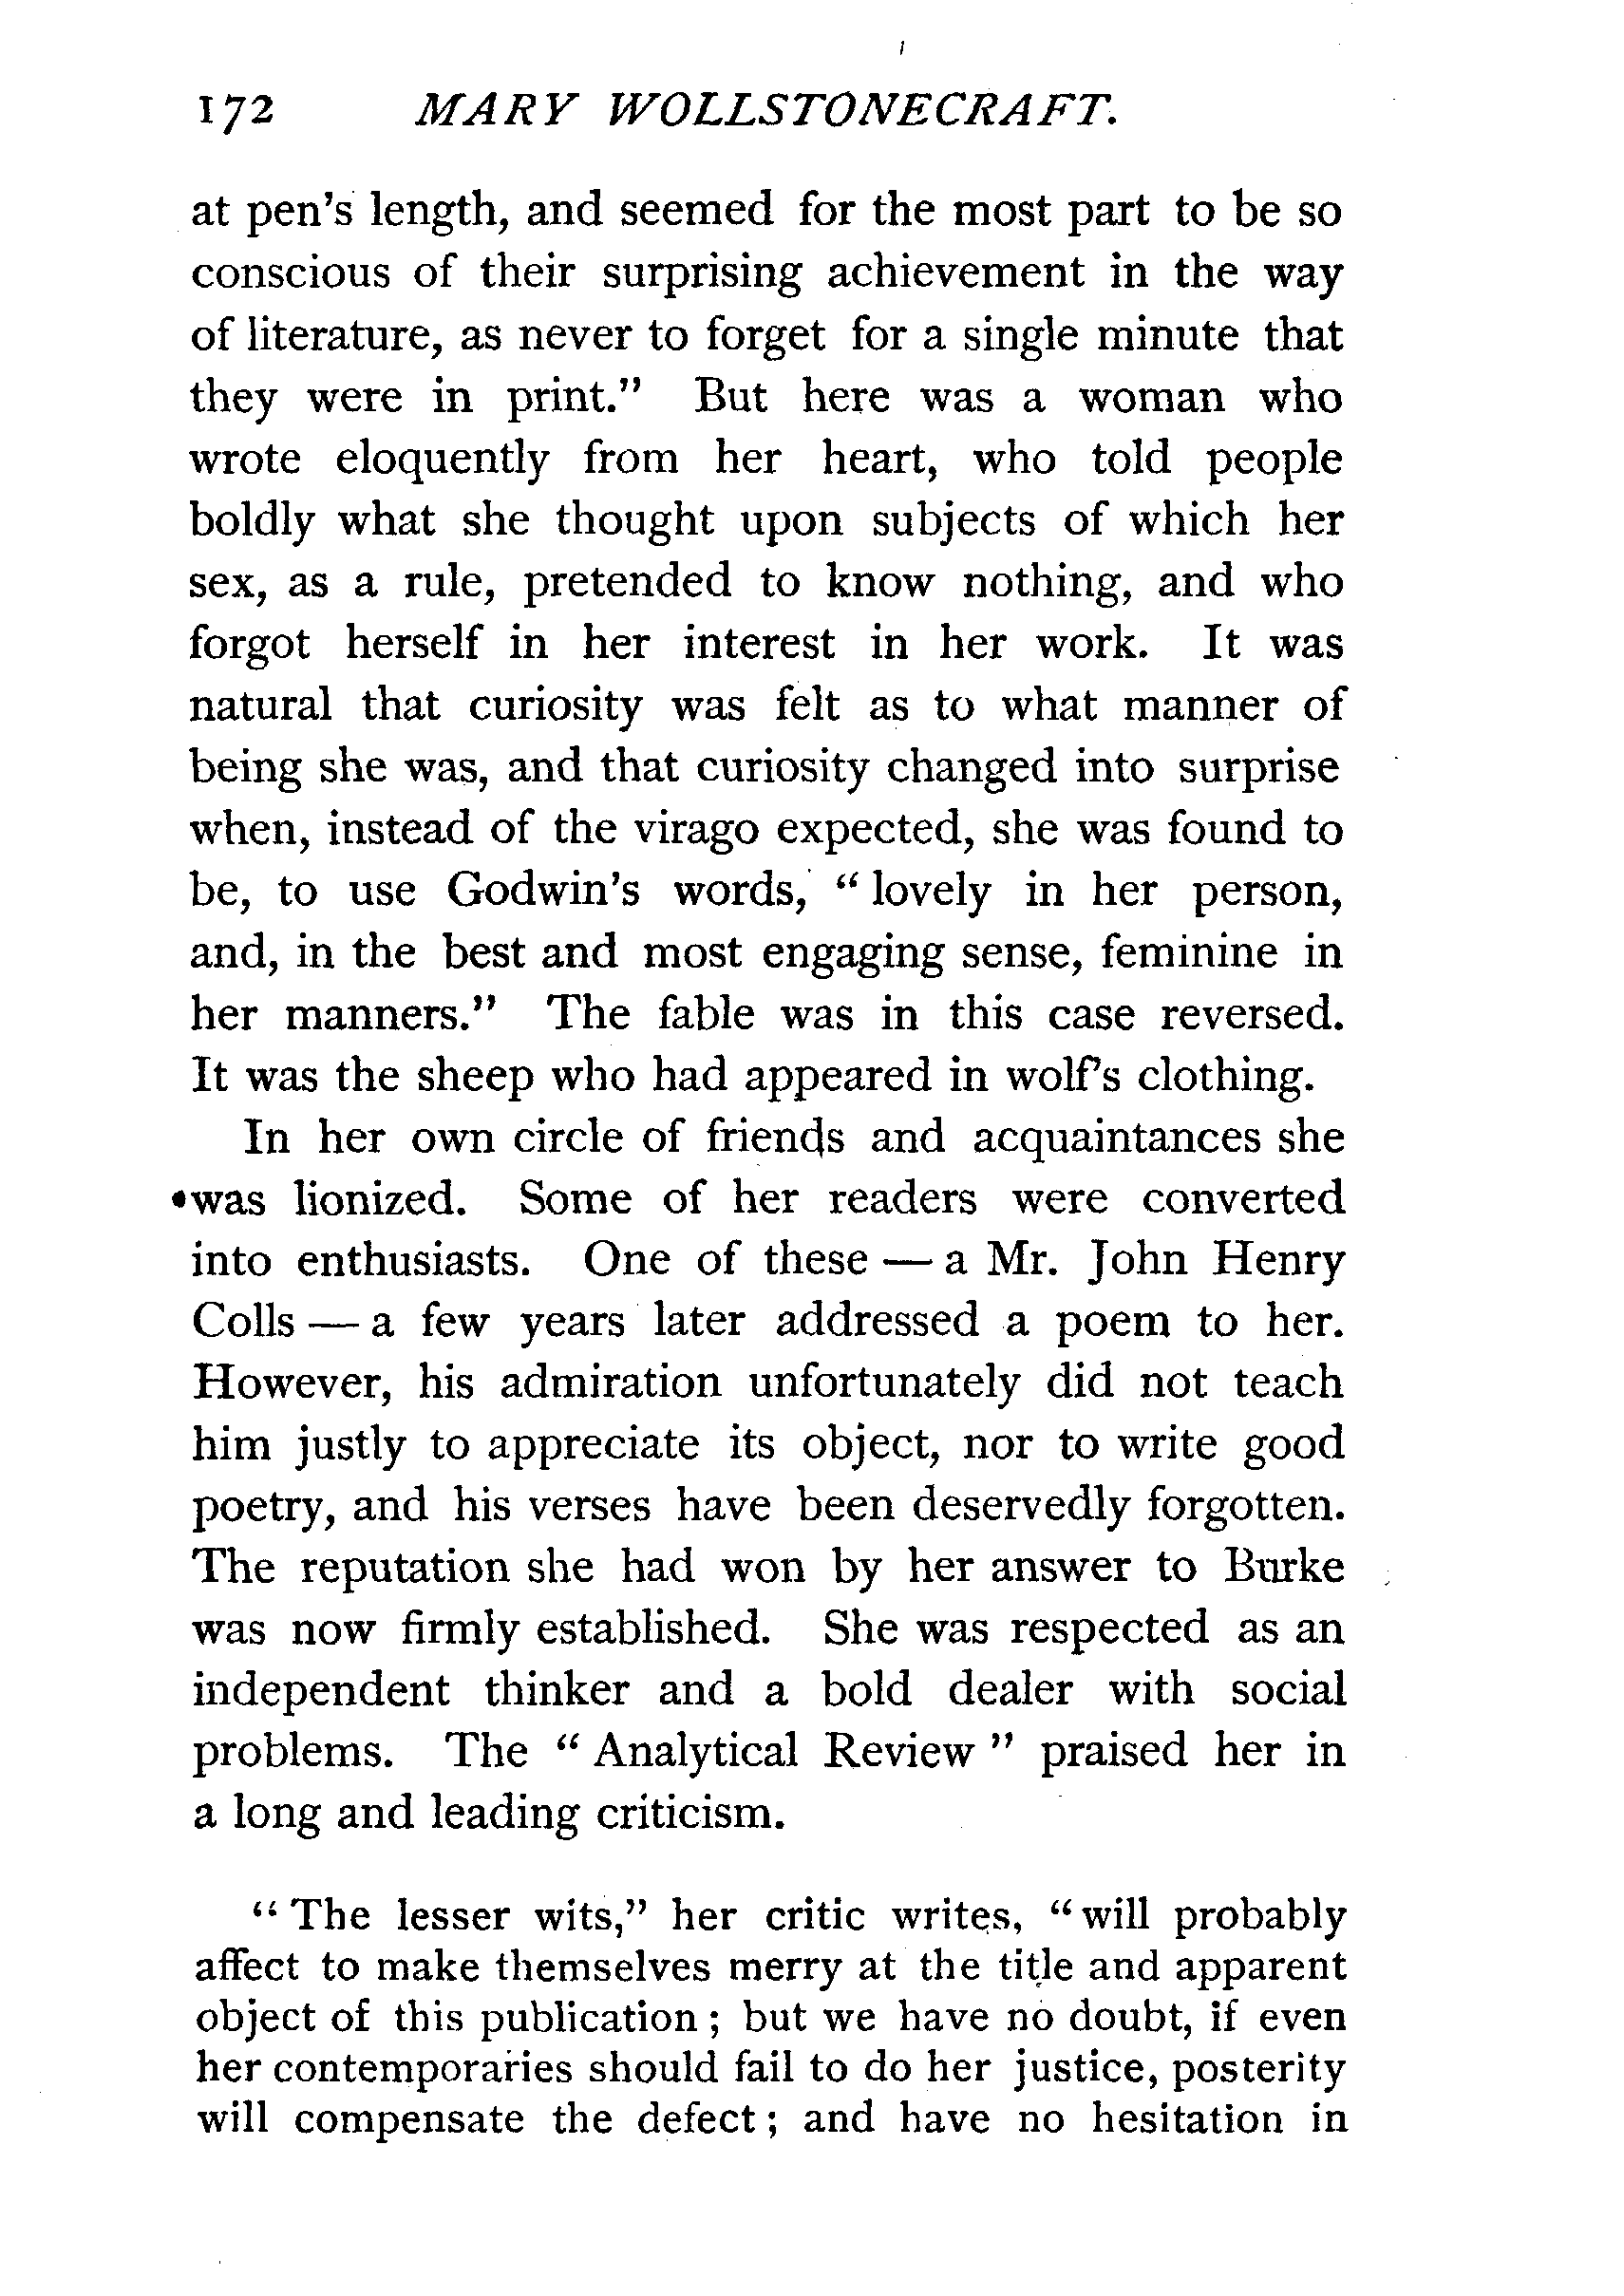 172 MARY WOLLSTONECRAFT.
at pen's length, and seemed for the most part to be so
conscious of their surprising achievement in the way
of literature, as never to forget for a single minute that
they were in print." But here was a woman who
wrote eloquently from her heart, who told people
boldly what she thought upon subjects of which her
sex, as a rule, pretended to know nothing, and who
forgot herself in her interest in her work. It was
natural that curiosity was felt as to what manner of
being she was, and that curiosity changed into surprise
when, instead of the virago expected, she was found to
be, to use Godwin's words, "lovely in her person,
and, in the best and most engaging sense, feminine in
her manners." The fable was in this case reversed.
It was the sheep who had appeared in wolf's clothing.
In her own circle of friends and acquaintances she
was lionized. Some of her readers were converted
into enthusiasts. One of these — a Mr. John Henry
Colls — a few years later addressed a poem to her.
However, his admiration unfortunately did not teach
him justly to appreciate its object, nor to write good
poetry, and his verses have been deservedly forgotten.
The reputation she had won by her answer to Burke
was now firmly established. She was respected as an
independent thinker and a bold dealer with social
problems. The "Analytical Review" praised her in
a long and leading criticism.
"The lesser wits," her critic writes, "will probably
affect to make themselves merry at the title and apparent
object of this publication; but we have no doubt, if even
her contemporaries should fail to do her justice, posterity
will compensate the defect; and have no hesitation in